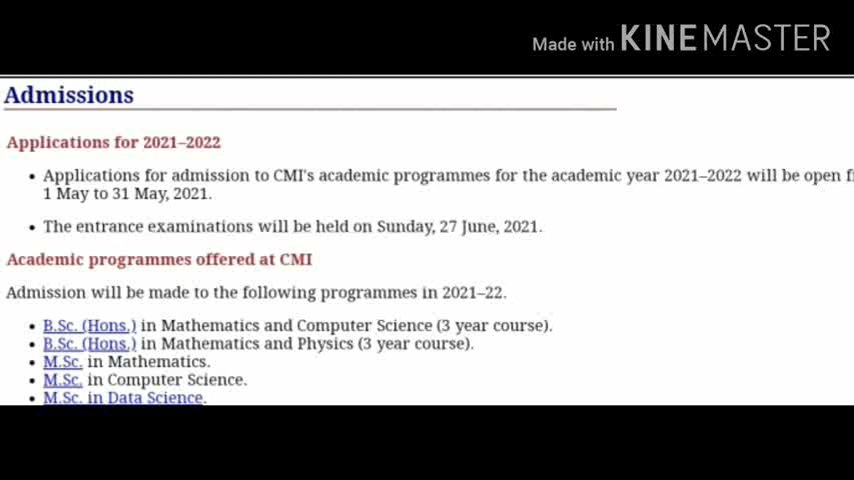 Made with KINEMASTER
Admissions
Applications for 2021–2022
• Applications for admission to CMI's academic programmes for the academic year 2021–2022 will be open
1 May to 31 May, 2021.
• The entrance examinations will be held on Sunday, 27 June, 2021.
Academic programmes offered at CMI
Admission will be made to the following programmes in 2021–22.
• B.Sc. (Hons.) in Mathematics and Computer Science (3 year course).
• B.Sc. (Hons.) in Mathematics and Physics (3 year course).
• M.Sc. in Mathematics.
• M.Sc. in Computer Science.
• M.Sc. in Data Science.